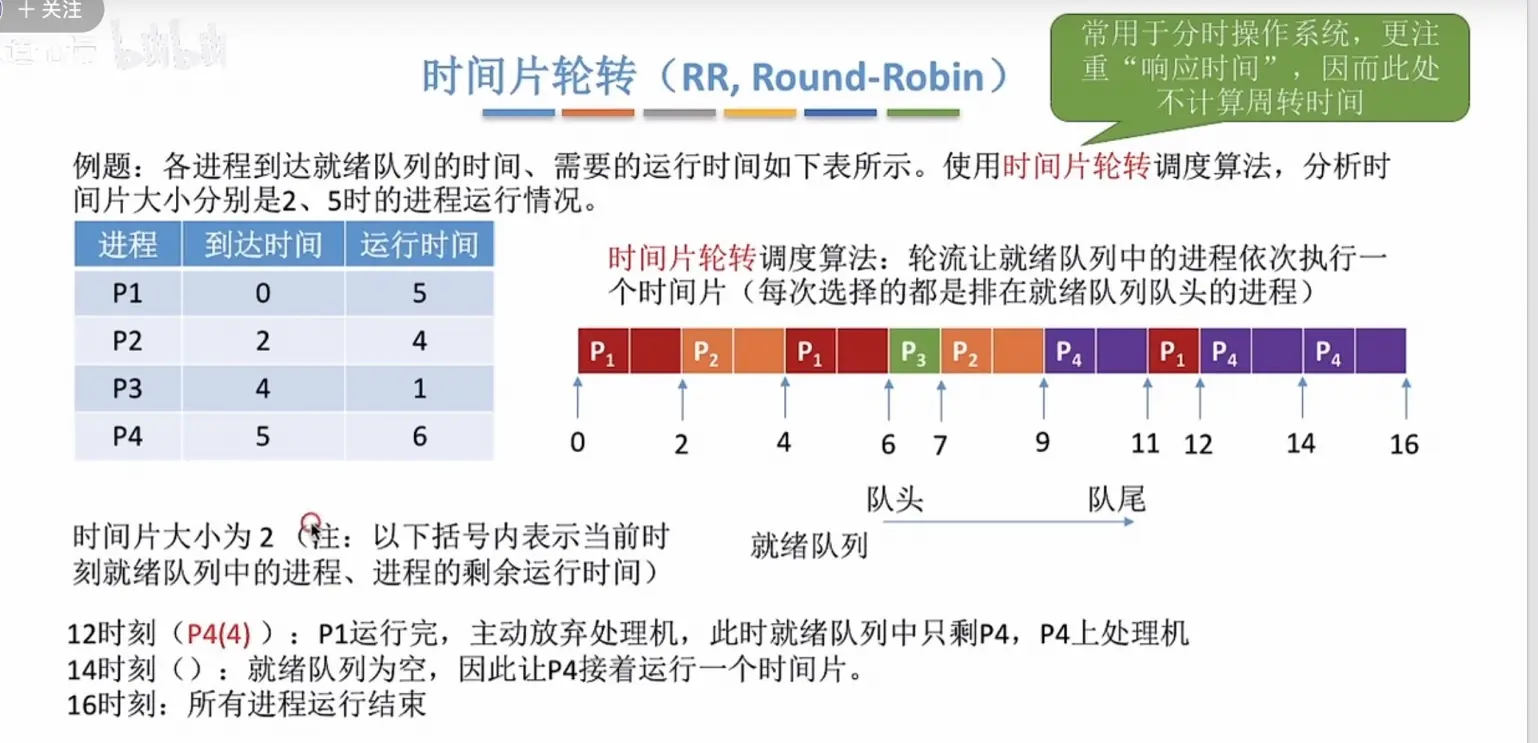 + 关注
bilibili
常用于分时操作系统，更注
重“响应时间”，因而此处
不计算周转时间
时间片轮转（RR, Round-Robin）
例题：各进程到达就绪队列的时间、需要的运行时间如下表所示。使用时间片轮转调度算法，分析时
间片大小分别是2、5时的进程运行情况。
进程 到达时间 运行时间
P1 0 5
P2 2 4
P3 4 1
P4 5 6
时间片轮转调度算法：轮流让就绪队列中的进程依次执行一
个时间片（每次选择的都是排在就绪队列队头的进程）
P1 P2 P1 P3 P2 P4 P1 P4 P4
0 2 4 6 7 9 11 12 14 16
队头 队尾
就绪队列
时间片大小为 2（注：以下括号内表示当前时
刻就绪队列中的进程、进程的剩余运行时间）
12时刻（P4(4) ）：P1运行完，主动放弃处理机，此时就绪队列中只剩P4，P4上处理机
14时刻（）：就绪队列为空，因此让P4接着运行一个时间片。
16时刻：所有进程运行结束